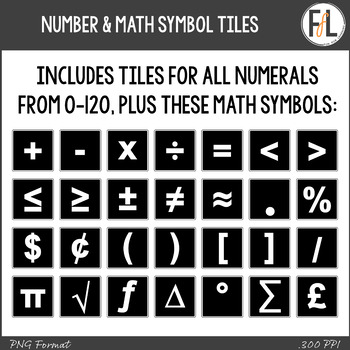 NUMBER & MATH SYMBOL TILES
FfL
INCLUDES TILES FOR ALL NUMERALS
FROM 0-120, PLUS THESE MATH SYMBOLS:
+ - x ÷ = < >
≤ ≥ ± ≠ ≈ . %
$ ¢ ( ) [ ] /
π √ ƒ Δ ° ∑ £
PNG Format
300 PPI